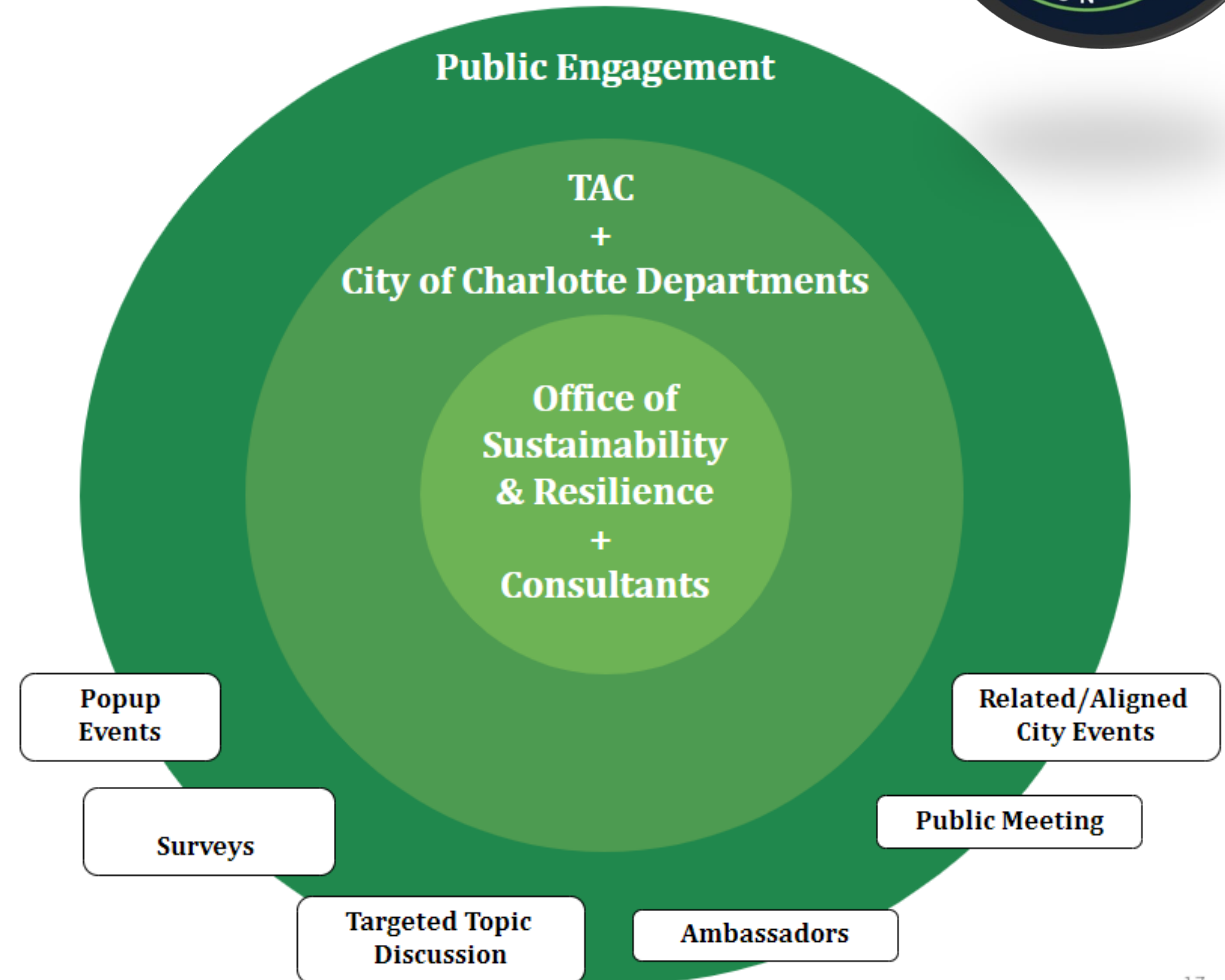 Public Engagement
TAC
+
City of Charlotte Departments
Office of
Sustainability
& Resilience
+
Consultants
Popup
Events
Related/Aligned
City Events
Surveys
Public Meeting
Targeted Topic
Discussion
Ambassadors